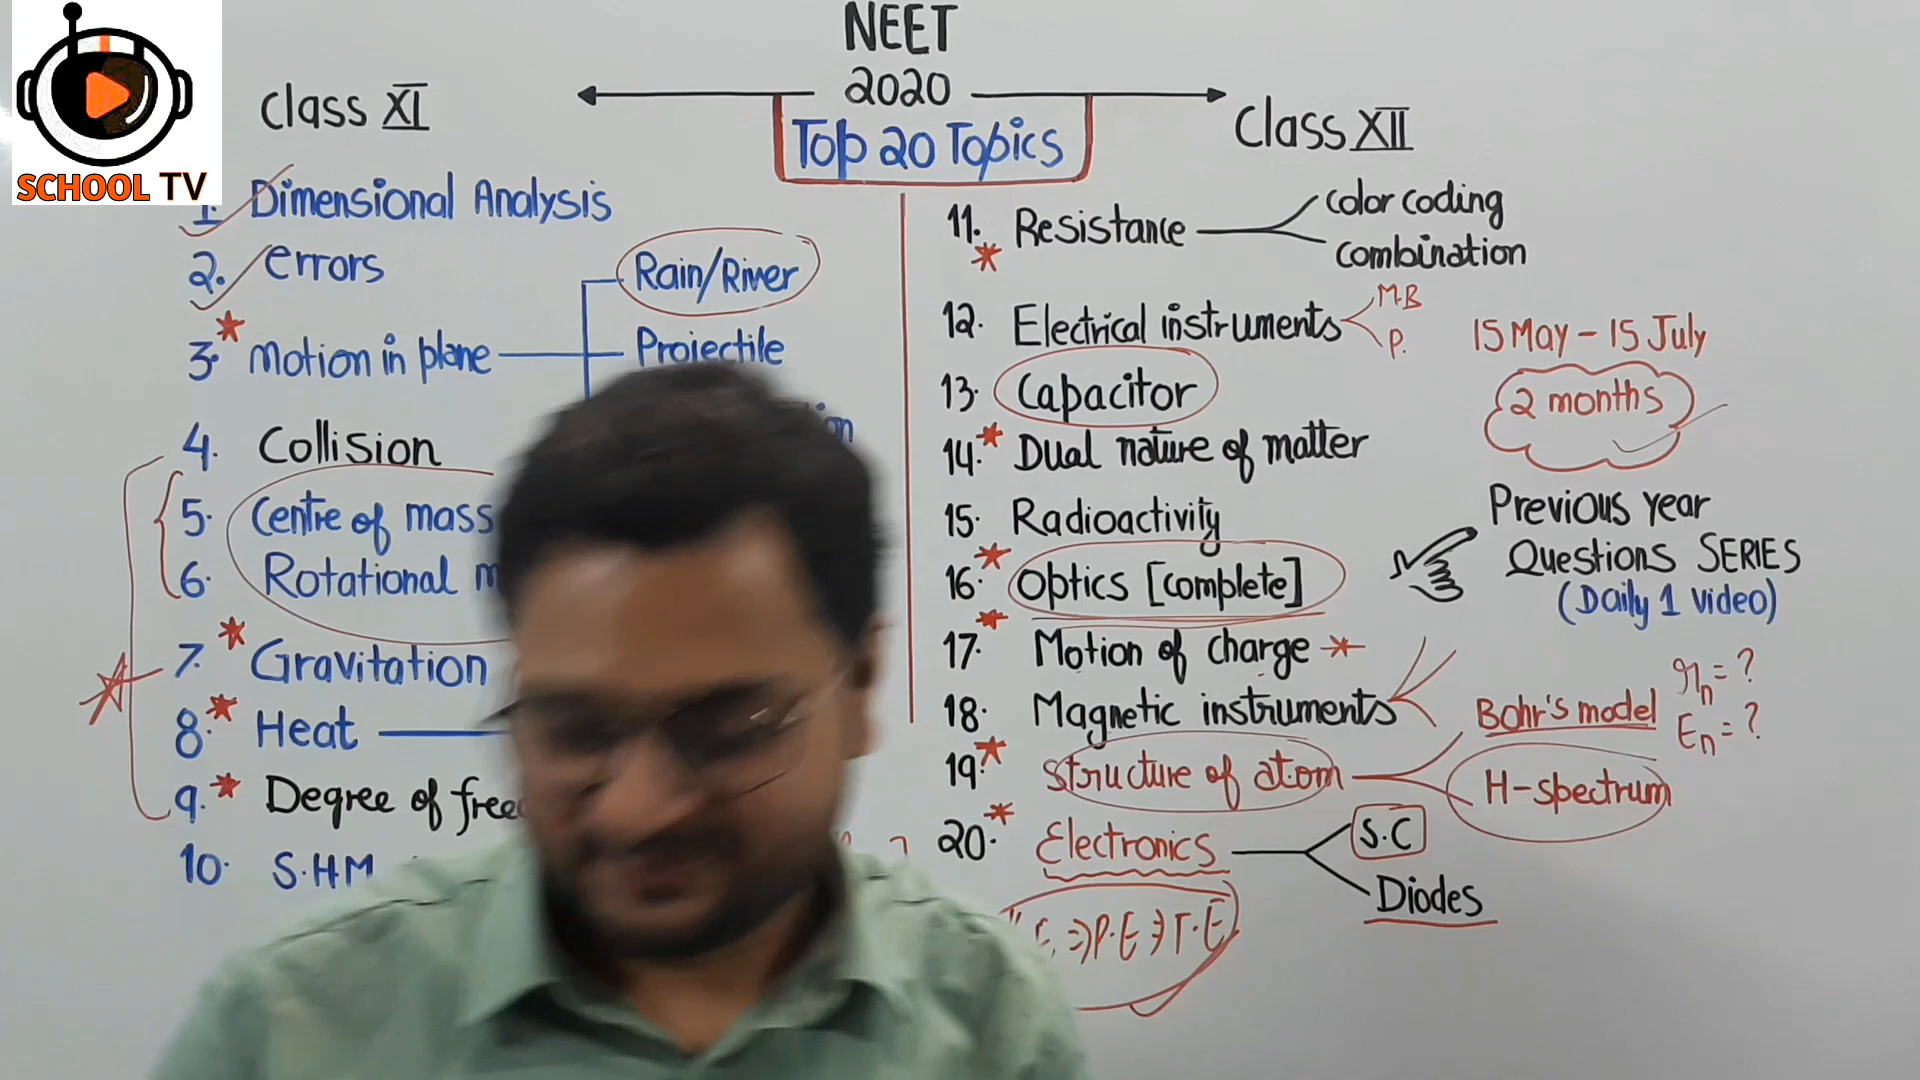 SCHOOL TV
NEET
2020
Top 20 Topics
Class XI
1. Dimensional Analysis
2. errors
3. Motion in plane
Rain/River
Projectile
4. Collision
5. Centre of mass
6. Rotational
7. Gravitation
8. Heat
9. Degree of
10. S.H.M
Class XII
11. Resistance
color coding
combination
12. Electrical instruments
M.B
P.
13. Capacitor
14. Dual nature of matter
15. Radioactivity
16. Optics [complete]
17. Motion of charge
18. Magnetic instruments
19. Structure of atom
Bohr's model
H-spectrum
20. Electronics
S.C
Diodes
⇒P.E⇒T.E
15 May - 15 July
2 months
Previous year
Questions SERIES
(Daily 1 video)
rn = ?
En = ?